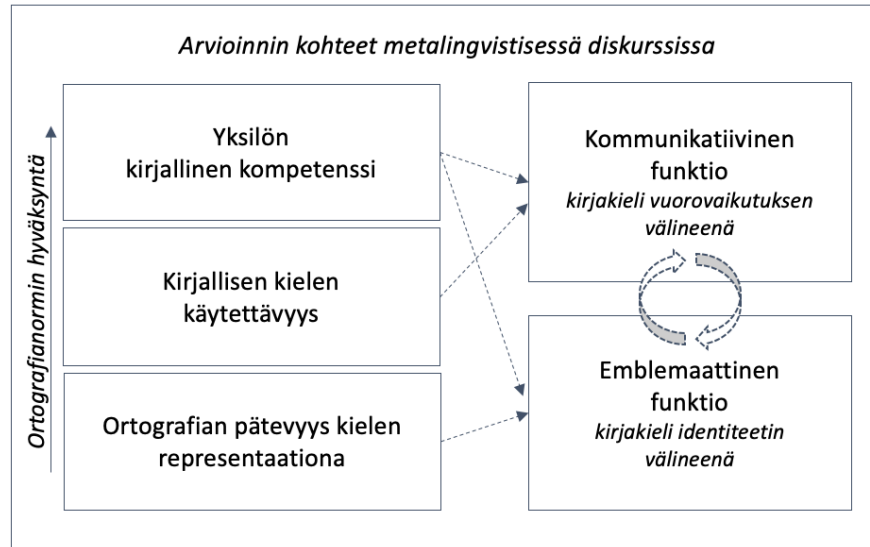 Arvioinnin kohteet metalingvistisessä diskurssissa
Ortografianormin hyväksyntä
Yksilön
kirjallinen kompetenssi
Kirjallisen kielen
käytettävyys
Ortografian pätevyys kielen
representaationa
Kommunikatiivinen
funktio
kirjakieli vuorovaikutuksen
välineenä
Emblemaattinen
funktio
kirjakieli identiteetin
välineenä